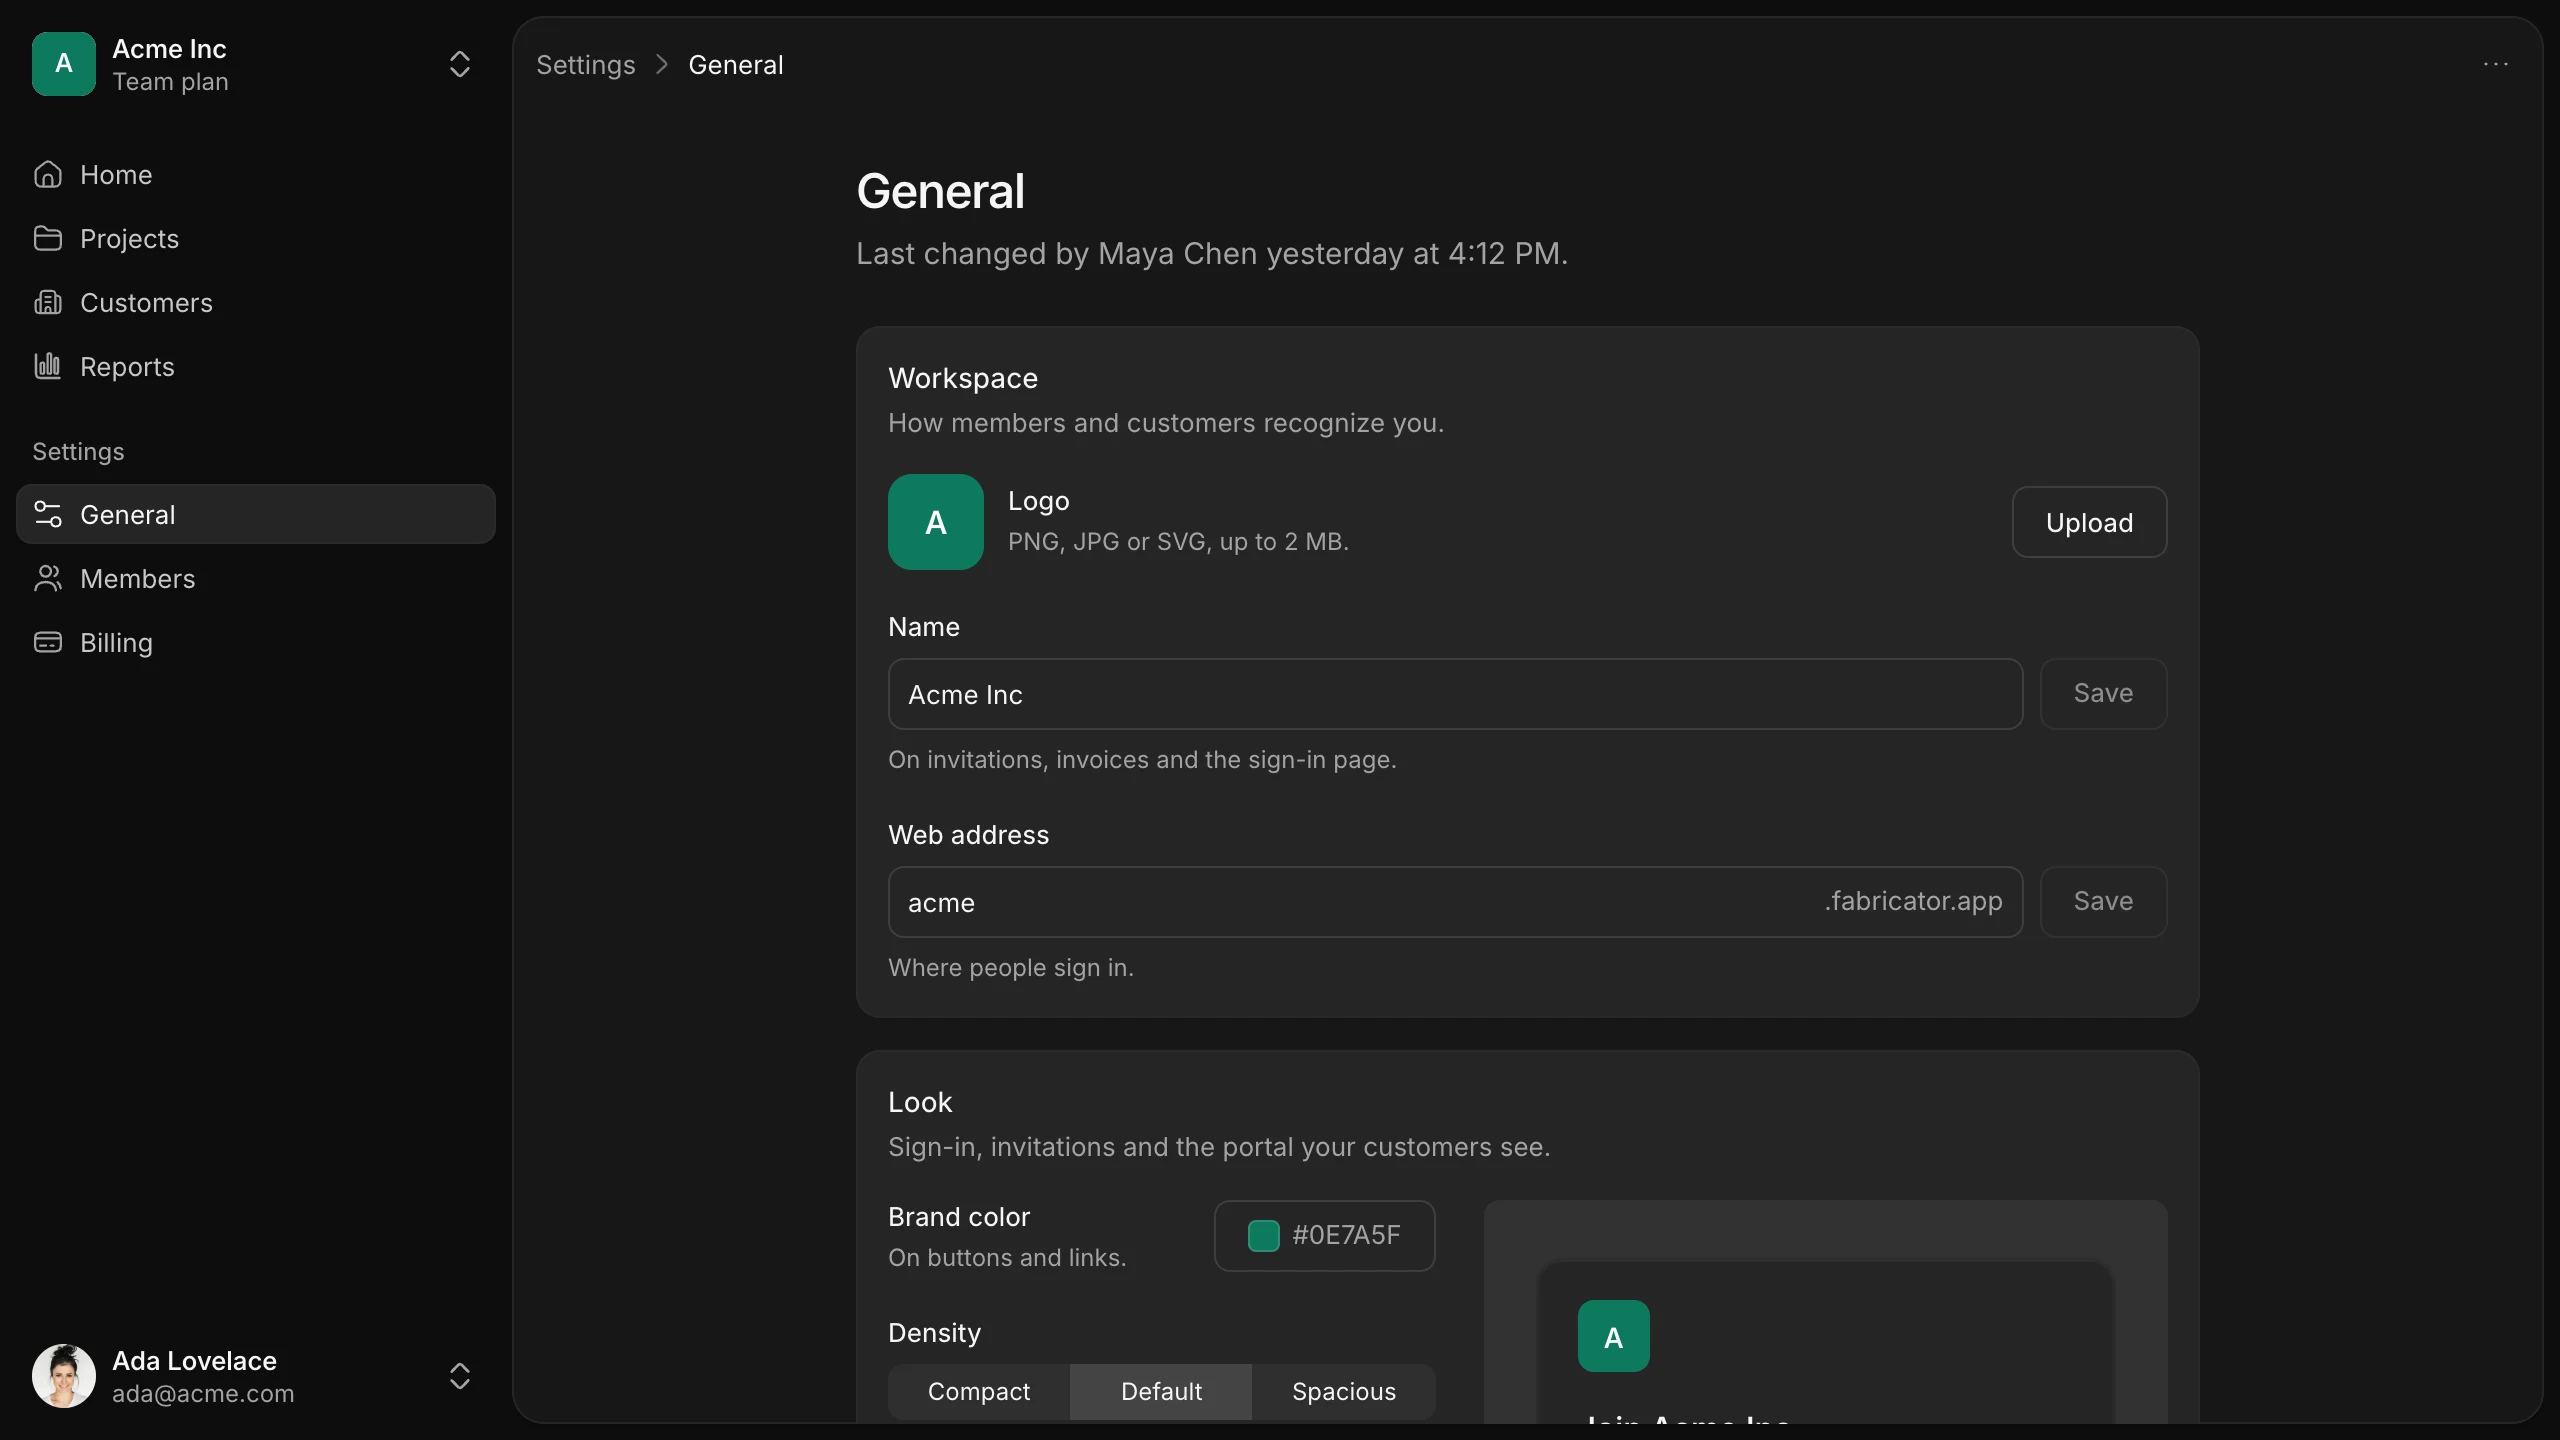 A
Acme Inc
Team plan
Home
Projects
Customers
Reports
Settings
General
Members
Billing
Ada Lovelace
ada@acme.com
Settings > General
General
Last changed by Maya Chen yesterday at 4:12 PM.
Workspace
How members and customers recognize you.
A
Logo
PNG, JPG or SVG, up to 2 MB.
Upload
Name
Acme Inc
Save
On invitations, invoices and the sign-in page.
Web address
acme
.fabricator.app
Save
Where people sign in.
Look
Sign-in, invitations and the portal your customers see.
Brand color
On buttons and links.
#0E7A5F
Density
Compact
Default
Spacious
A
Join Acme Inc